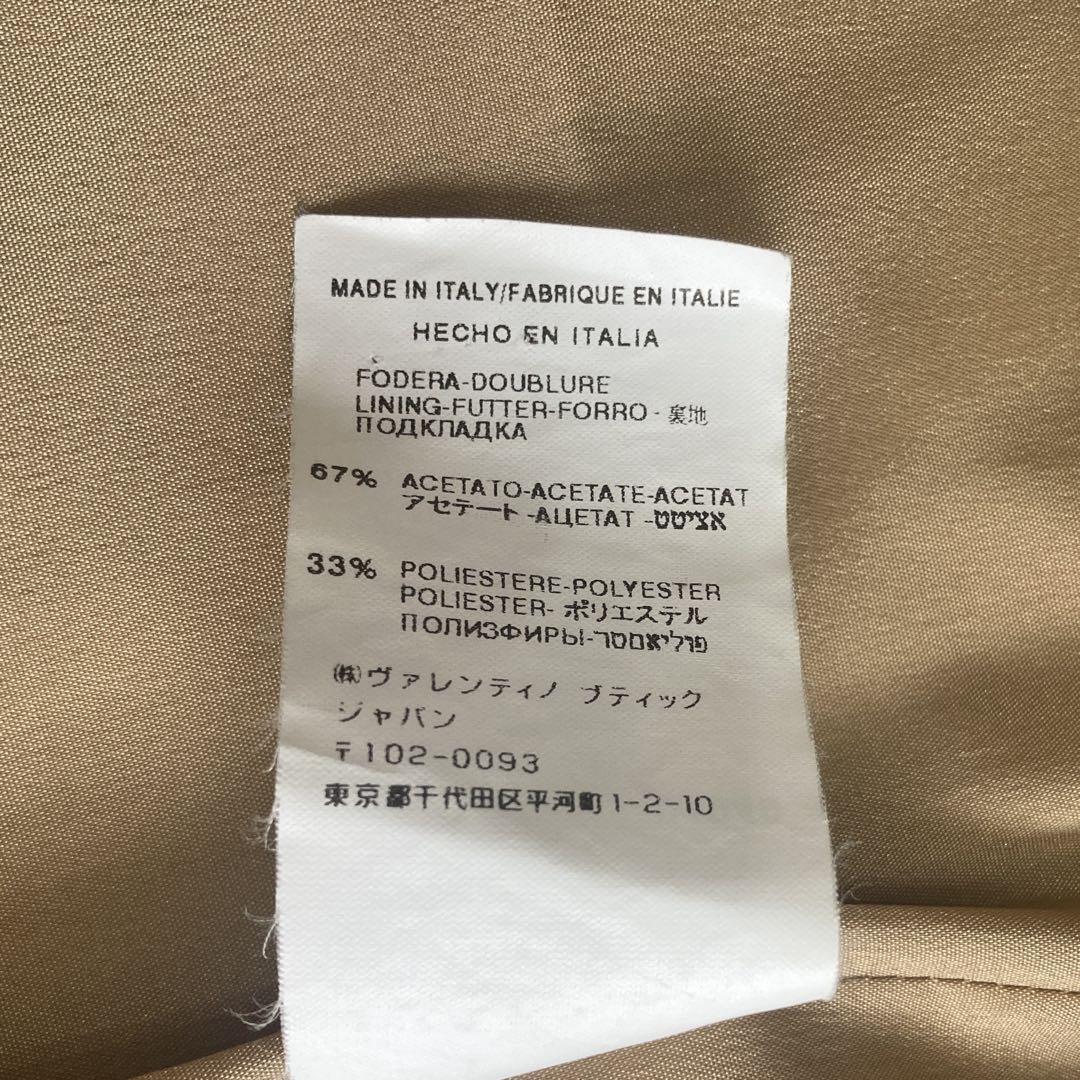 MADE IN ITALY/FABRIQUE EN ITALIE
HECHO EN ITALIA
FODERA-DOUBLURE
LINING-FUTTER-FORRO - 裏地
ПОДКЛАДКА
67% ACETATO-ACETATE-ACETAT
アセテート -АЦЕТАТ -אציטט
33% POLIESTERE-POLYESTER
POLIESTER- ポリエステル
ПОЛИЗФИРЫ-פוליאסטר
㈱ヴァレンティノ ブティック
ジャパン
〒102-0093
東京都千代田区平河町1-2-10